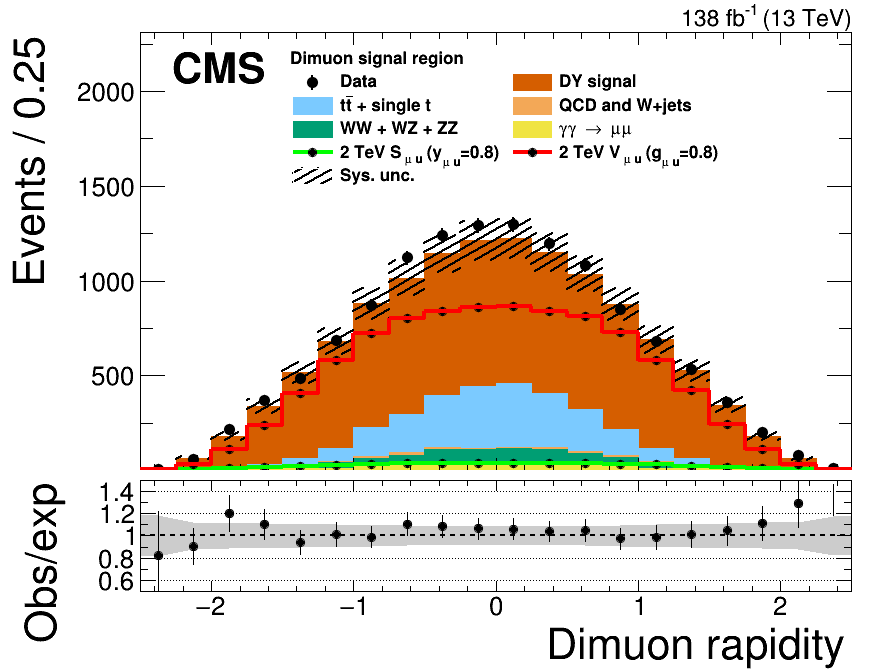 138 fb⁻¹ (13 TeV)
CMS
Dimuon signal region
Data
DY signal
tt̄ + single t
QCD and W+jets
WW + WZ + ZZ
γγ → μμ
2 TeV S_μu (y_μu=0.8)
2 TeV V_μu (g_μu=0.8)
Sys. unc.
Events / 0.25
2000
1500
1000
500
Obs/exp
1.4
1.2
1
0.8
0.6
−2
−1
0
1
2
Dimuon rapidity